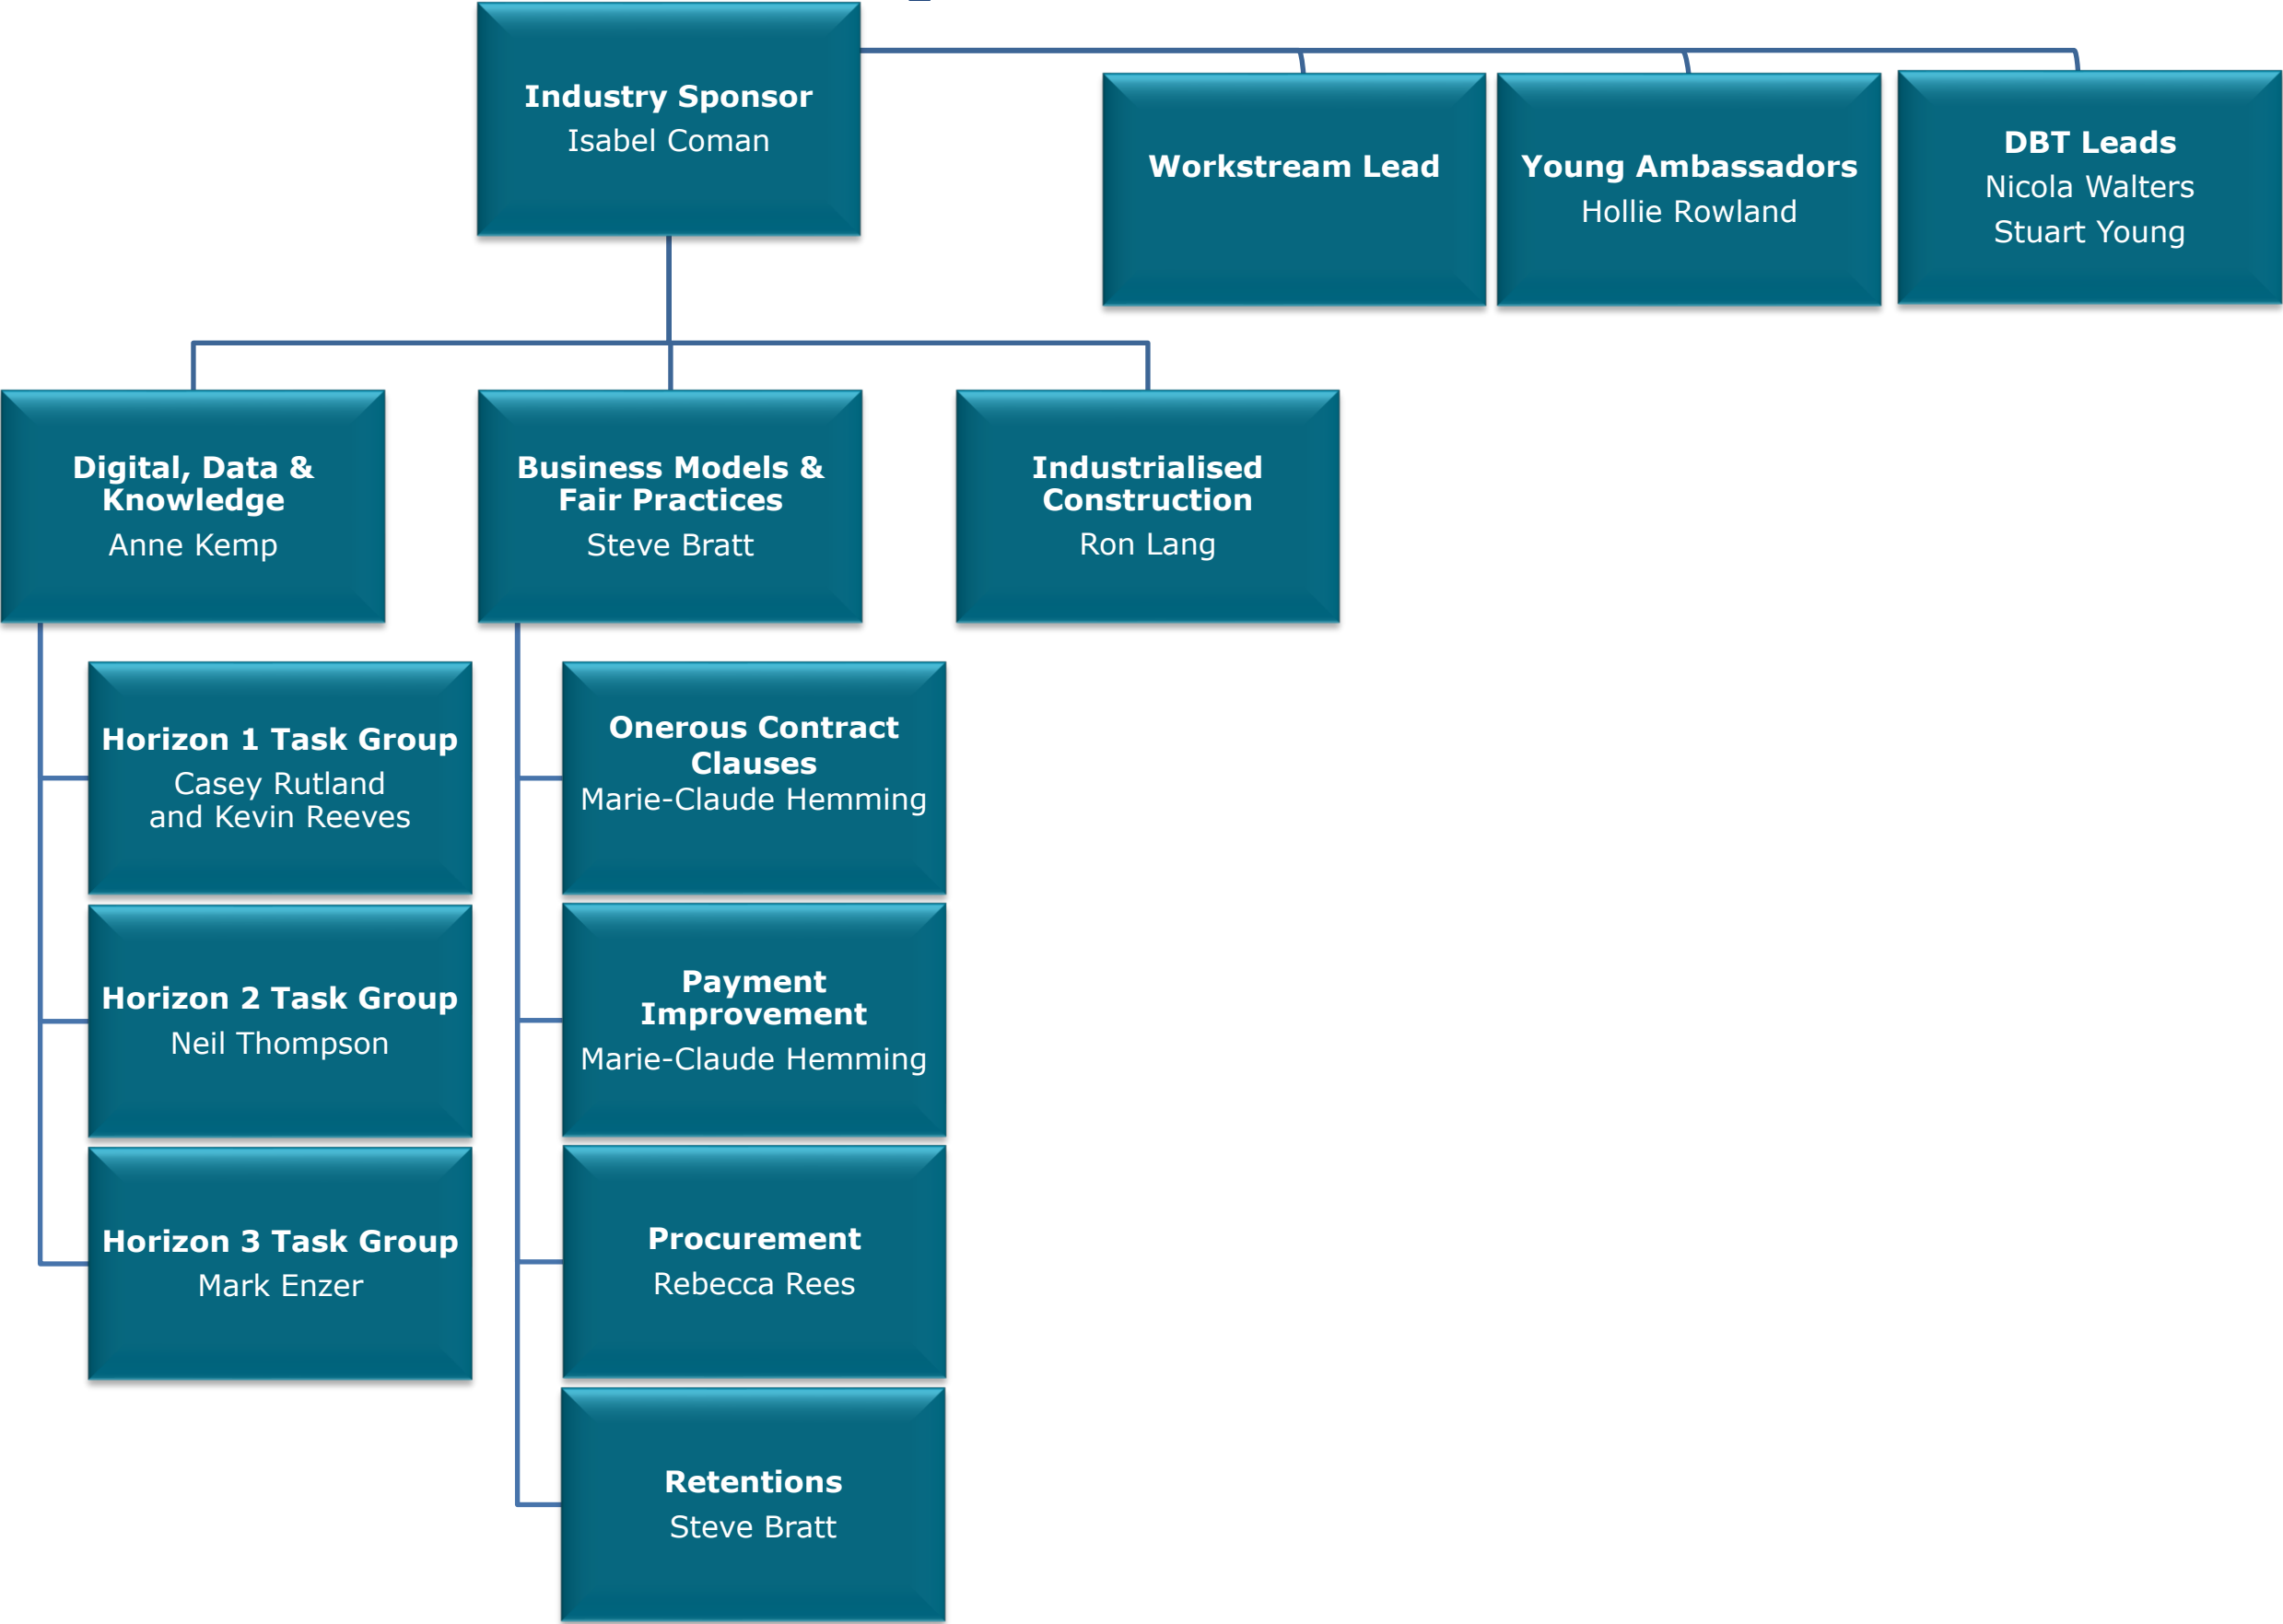 Industry Sponsor
Isabel Coman
Workstream Lead
Young Ambassadors
Hollie Rowland
DBT Leads
Nicola Walters
Stuart Young
Digital, Data &
Knowledge
Anne Kemp
Business Models &
Fair Practices
Steve Bratt
Industrialised
Construction
Ron Lang
Horizon 1 Task Group
Casey Rutland
and Kevin Reeves
Horizon 2 Task Group
Neil Thompson
Horizon 3 Task Group
Mark Enzer
Onerous Contract
Clauses
Marie-Claude Hemming
Payment
Improvement
Marie-Claude Hemming
Procurement
Rebecca Rees
Retentions
Steve Bratt